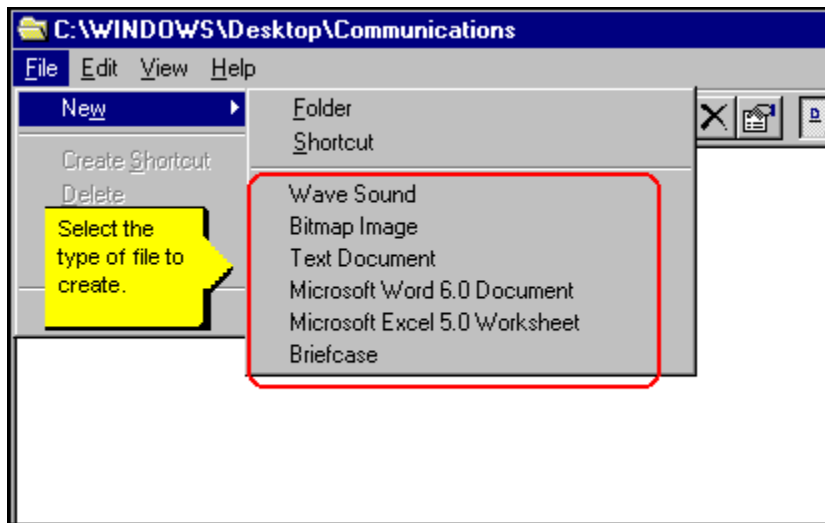 C:\WINDOWS\Desktop\Communications
File Edit View Help
New
Folder
Shortcut
Create Shortcut
Delete
Wave Sound
Bitmap Image
Text Document
Microsoft Word 6.0 Document
Microsoft Excel 5.0 Worksheet
Briefcase
Select the
type of file to
create.
D